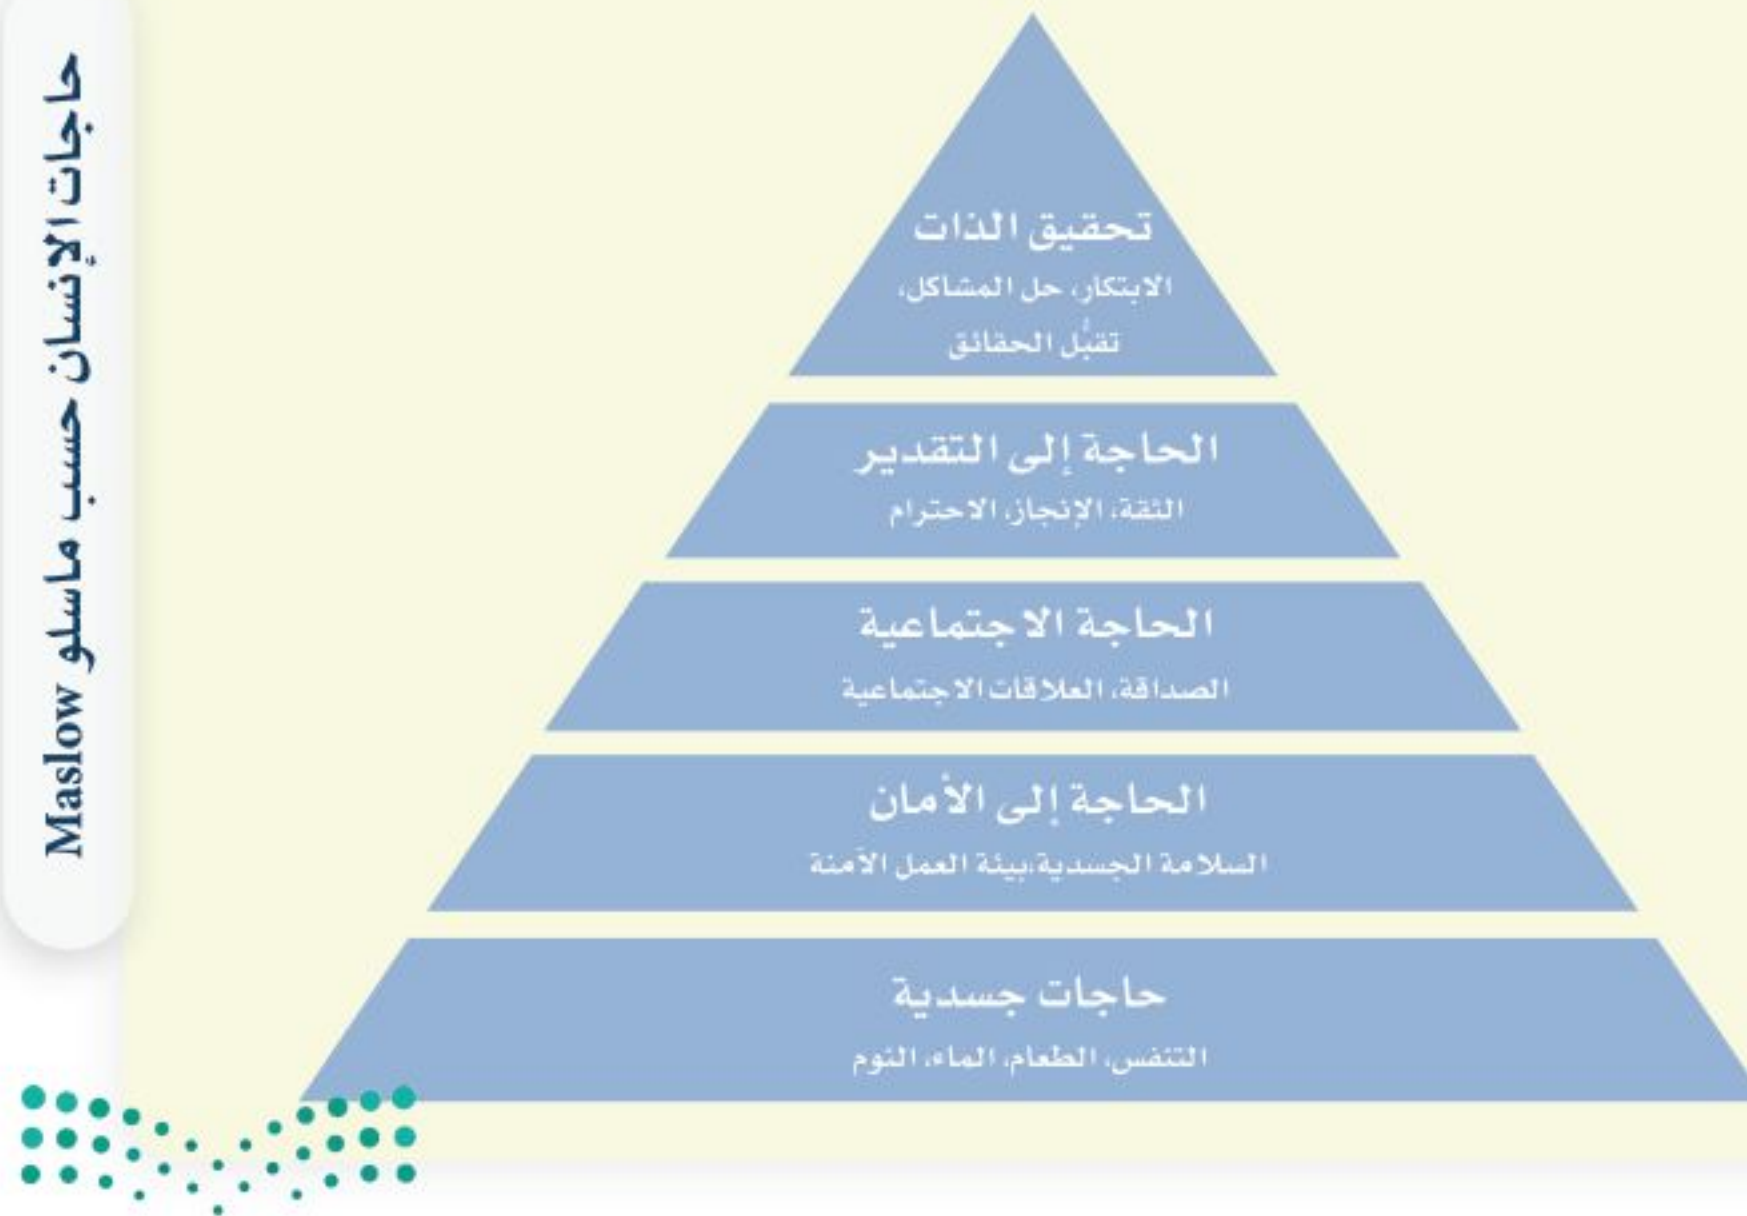 حاجات الإنسان حسب ماسلو Maslow
تحقيق الذات
الابتكار، حل المشاكل،
تقبُّل الحقائق
الحاجة إلى التقدير
الثقة، الإنجاز، الاحترام
الحاجة الاجتماعية
الصداقة، العلاقات الاجتماعية
الحاجة إلى الأمان
السلامة الجسدية،بيئة العمل الآمنة
حاجات جسدية
التنفس، الطعام، الماء، النوم